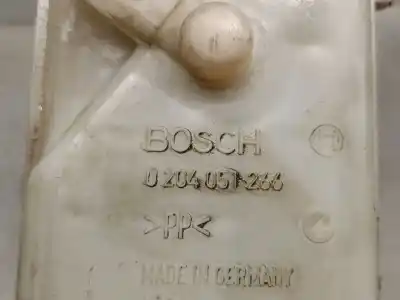 BOSCH
0 204 051-266
>PP<
MADE IN GERMANY